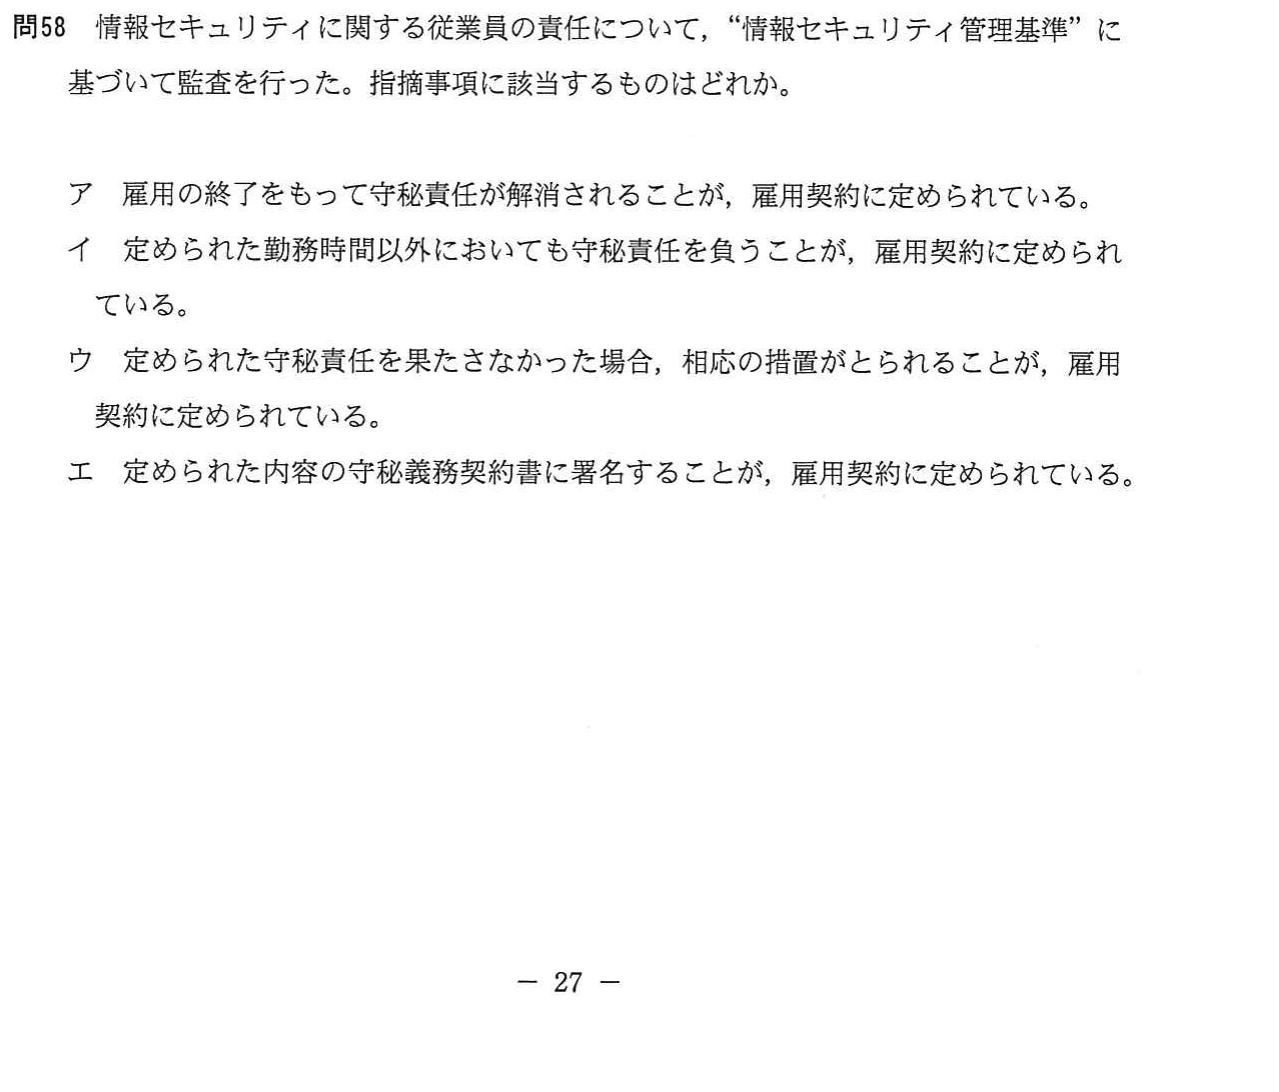 問58 情報セキュリティに関する従業員の責任について，“情報セキュリティ管理基準”に
基づいて監査を行った。指摘事項に該当するものはどれか。
ア 雇用の終了をもって守秘責任が解消されることが，雇用契約に定められている。
イ 定められた勤務時間以外においても守秘責任を負うことが，雇用契約に定められ
ている。
ウ 定められた守秘責任を果たさなかった場合，相応の措置がとられることが，雇用
契約に定められている。
エ 定められた内容の守秘義務契約書に署名することが，雇用契約に定められている。
－ 27 －